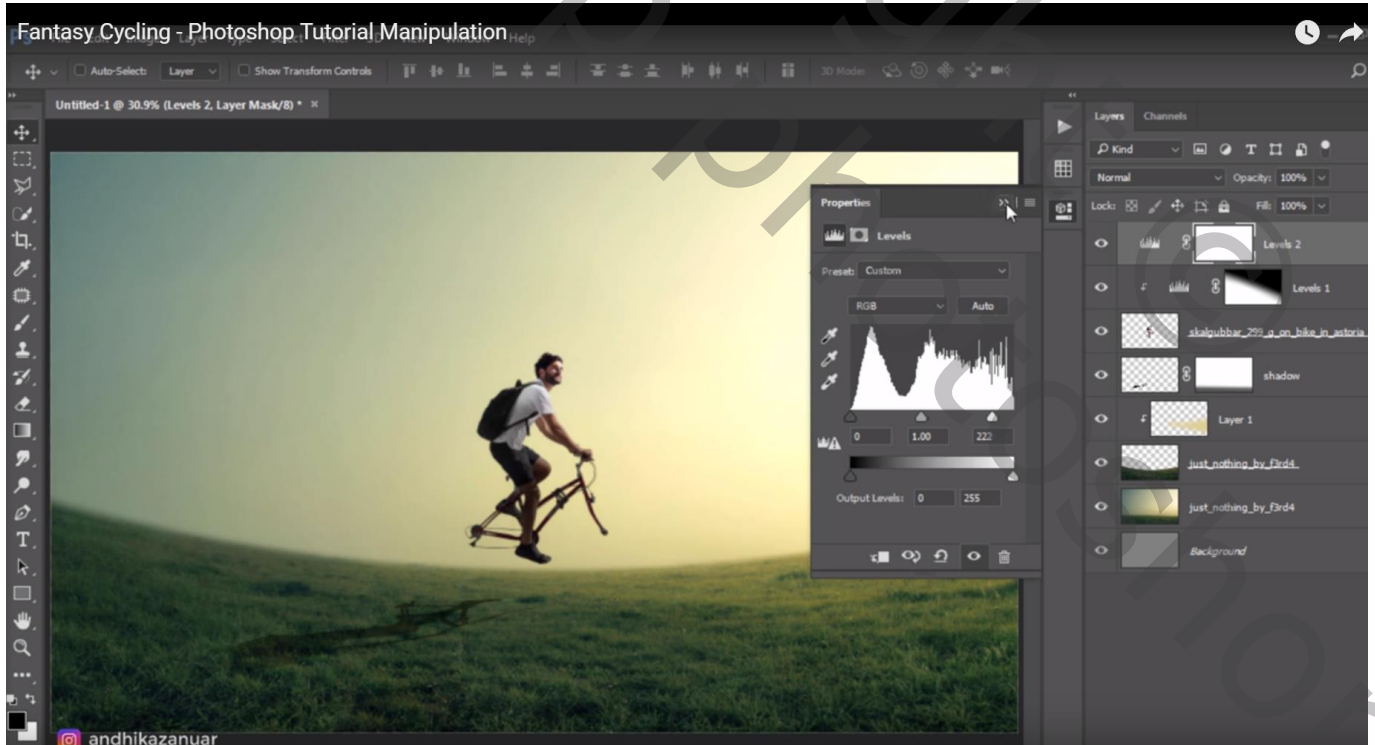 Fantasy Cycling - Photoshop Tutorial Manipulation
Help
Auto-Select: Layer Show Transform Controls 3D Mode:
Untitled-1 @ 30.9% (Levels 2, Layer Mask/8) * ×
Layers Channels
Kind
Normal Opacity: 100%
Lock: Fill: 100%
Properties
Levels
Preset: Custom
RGB Auto
0 1.00 222
Output Levels: 0 255
Levels 2
Levels 1
skalgubbar_299_g_on_bike_in_astoria
shadow
Layer 1
just_nothing_by_f3rd4
just_nothing_by_f3rd4
Background
andhikazanuar